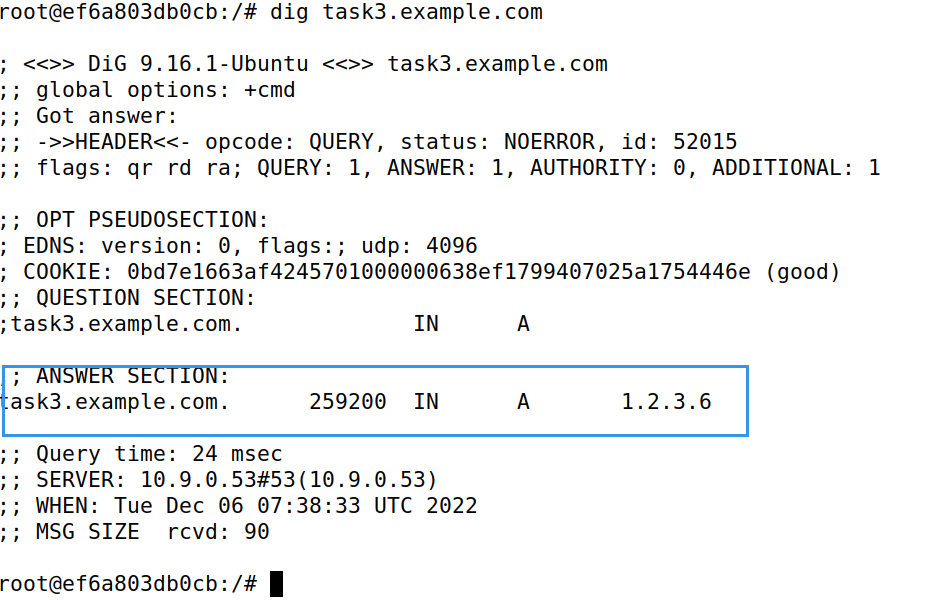 root@ef6a803db0cb:/# dig task3.example.com
; <<>> DiG 9.16.1-Ubuntu <<>> task3.example.com
;; global options: +cmd
;; Got answer:
;; ->>HEADER<<- opcode: QUERY, status: NOERROR, id: 52015
;; flags: qr rd ra; QUERY: 1, ANSWER: 1, AUTHORITY: 0, ADDITIONAL: 1
;; OPT PSEUDOSECTION:
; EDNS: version: 0, flags:; udp: 4096
; COOKIE: 0bd7e1663af4245701000000638ef1799407025a1754446e (good)
;; QUESTION SECTION:
;task3.example.com. IN A
;; ANSWER SECTION:
task3.example.com. 259200 IN A 1.2.3.6
;; Query time: 24 msec
;; SERVER: 10.9.0.53#53(10.9.0.53)
;; WHEN: Tue Dec 06 07:38:33 UTC 2022
;; MSG SIZE rcvd: 90
root@ef6a803db0cb:/#